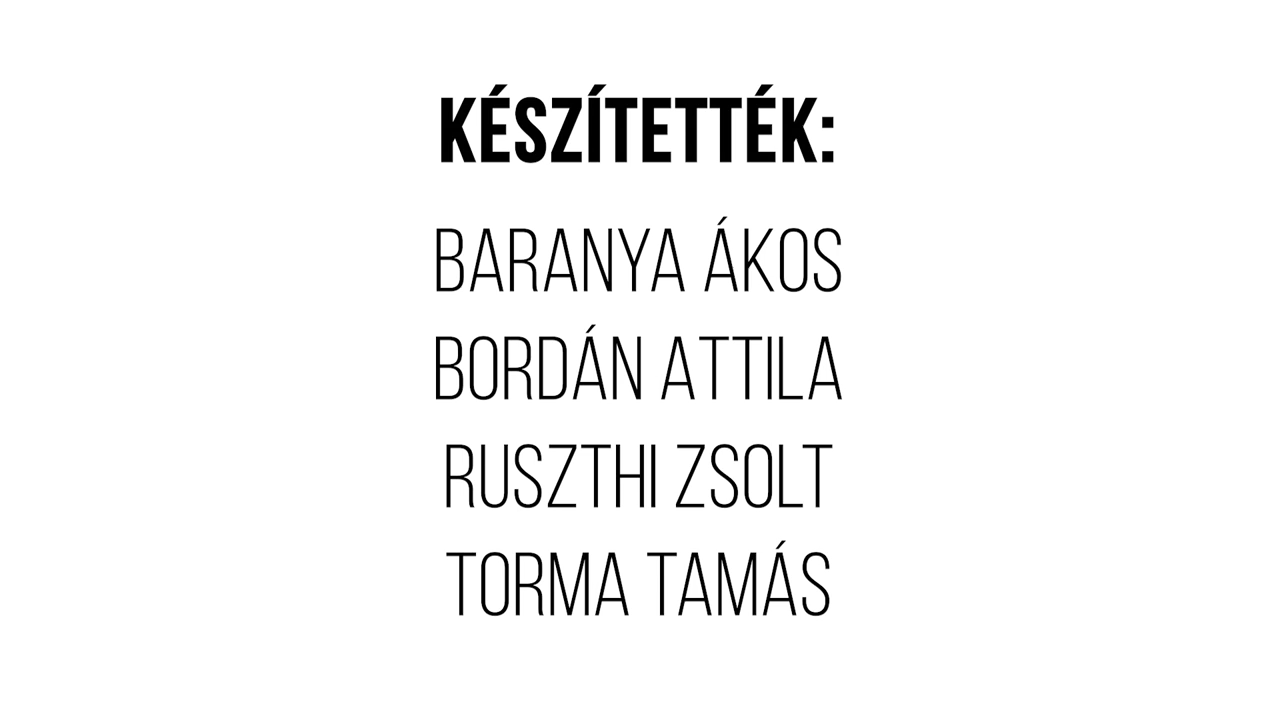 KÉSZÍTETTÉK:
BARANYA ÁKOS
BORDÁN ATTILA
RUSZTHI ZSOLT
TORMA TAMÁS